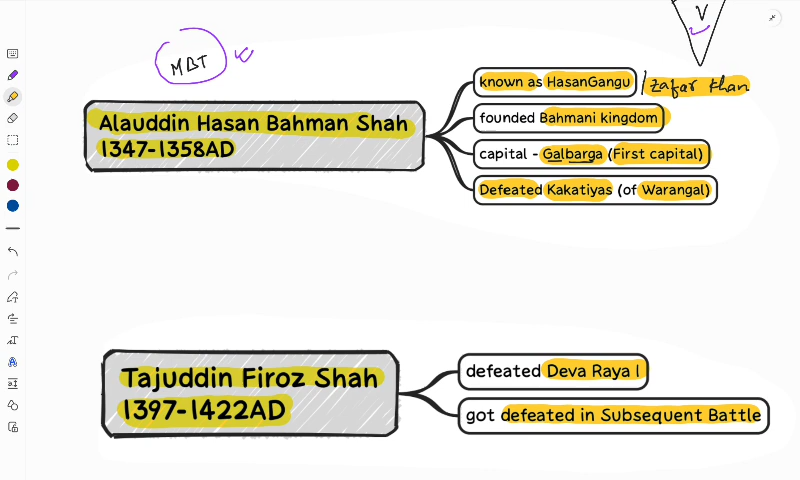 V
MBT
Alauddin Hasan Bahman Shah
1347-1358AD
known as HasanGangu / Zafar Khan
founded Bahmani kingdom
capital - Galbarga (First capital)
Defeated Kakatiyas (of Warangal)
Tajuddin Firoz Shah
1397-1422AD
defeated Deva Raya I
got defeated in Subsequent Battle